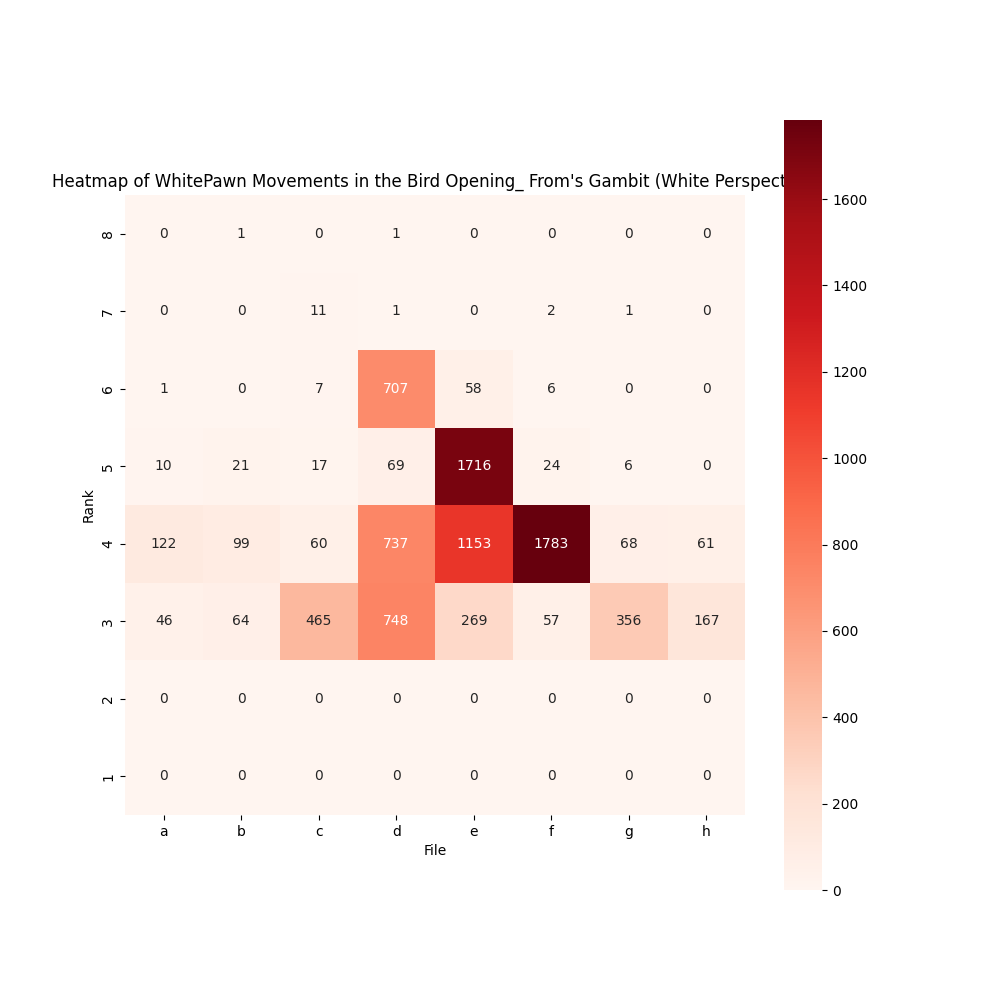 Heatmap of WhitePawn Movements in the Bird Opening_ From's Gambit (White Perspect
1600
8 0 1 0 1 0 0 0 0
1400
7 0 0 11 1 0 2 1 0
1200
6 1 0 7 707 58 6 0 0
1000
5 10 21 17 69 1716 24 6 0
Rank
800
4 122 99 60 737 1153 1783 68 61
600
3 46 64 465 748 269 57 356 167
400
2 0 0 0 0 0 0 0 0
200
1 0 0 0 0 0 0 0 0
a b c d e f g h
File
0